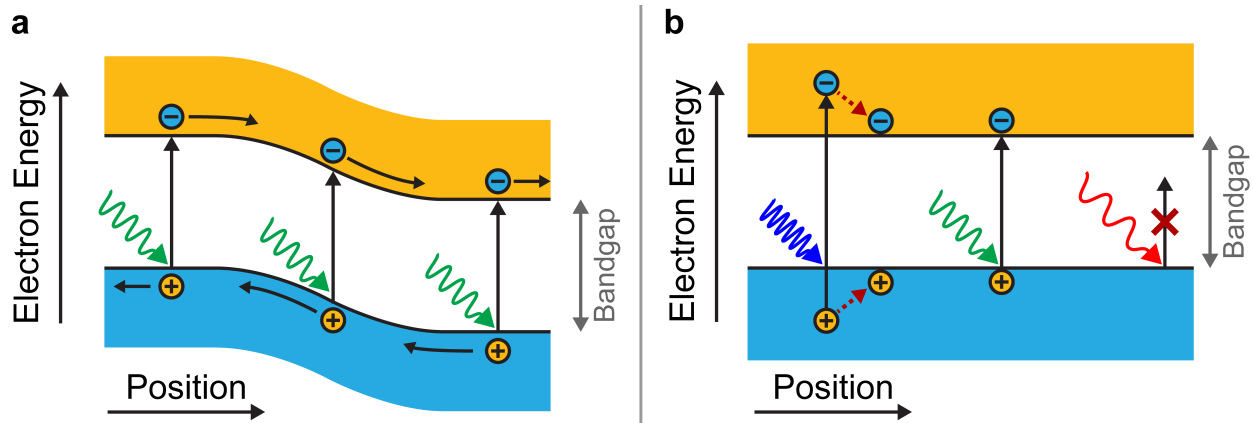 a
Electron Energy
Bandgap
Position
b
Electron Energy
Bandgap
Position